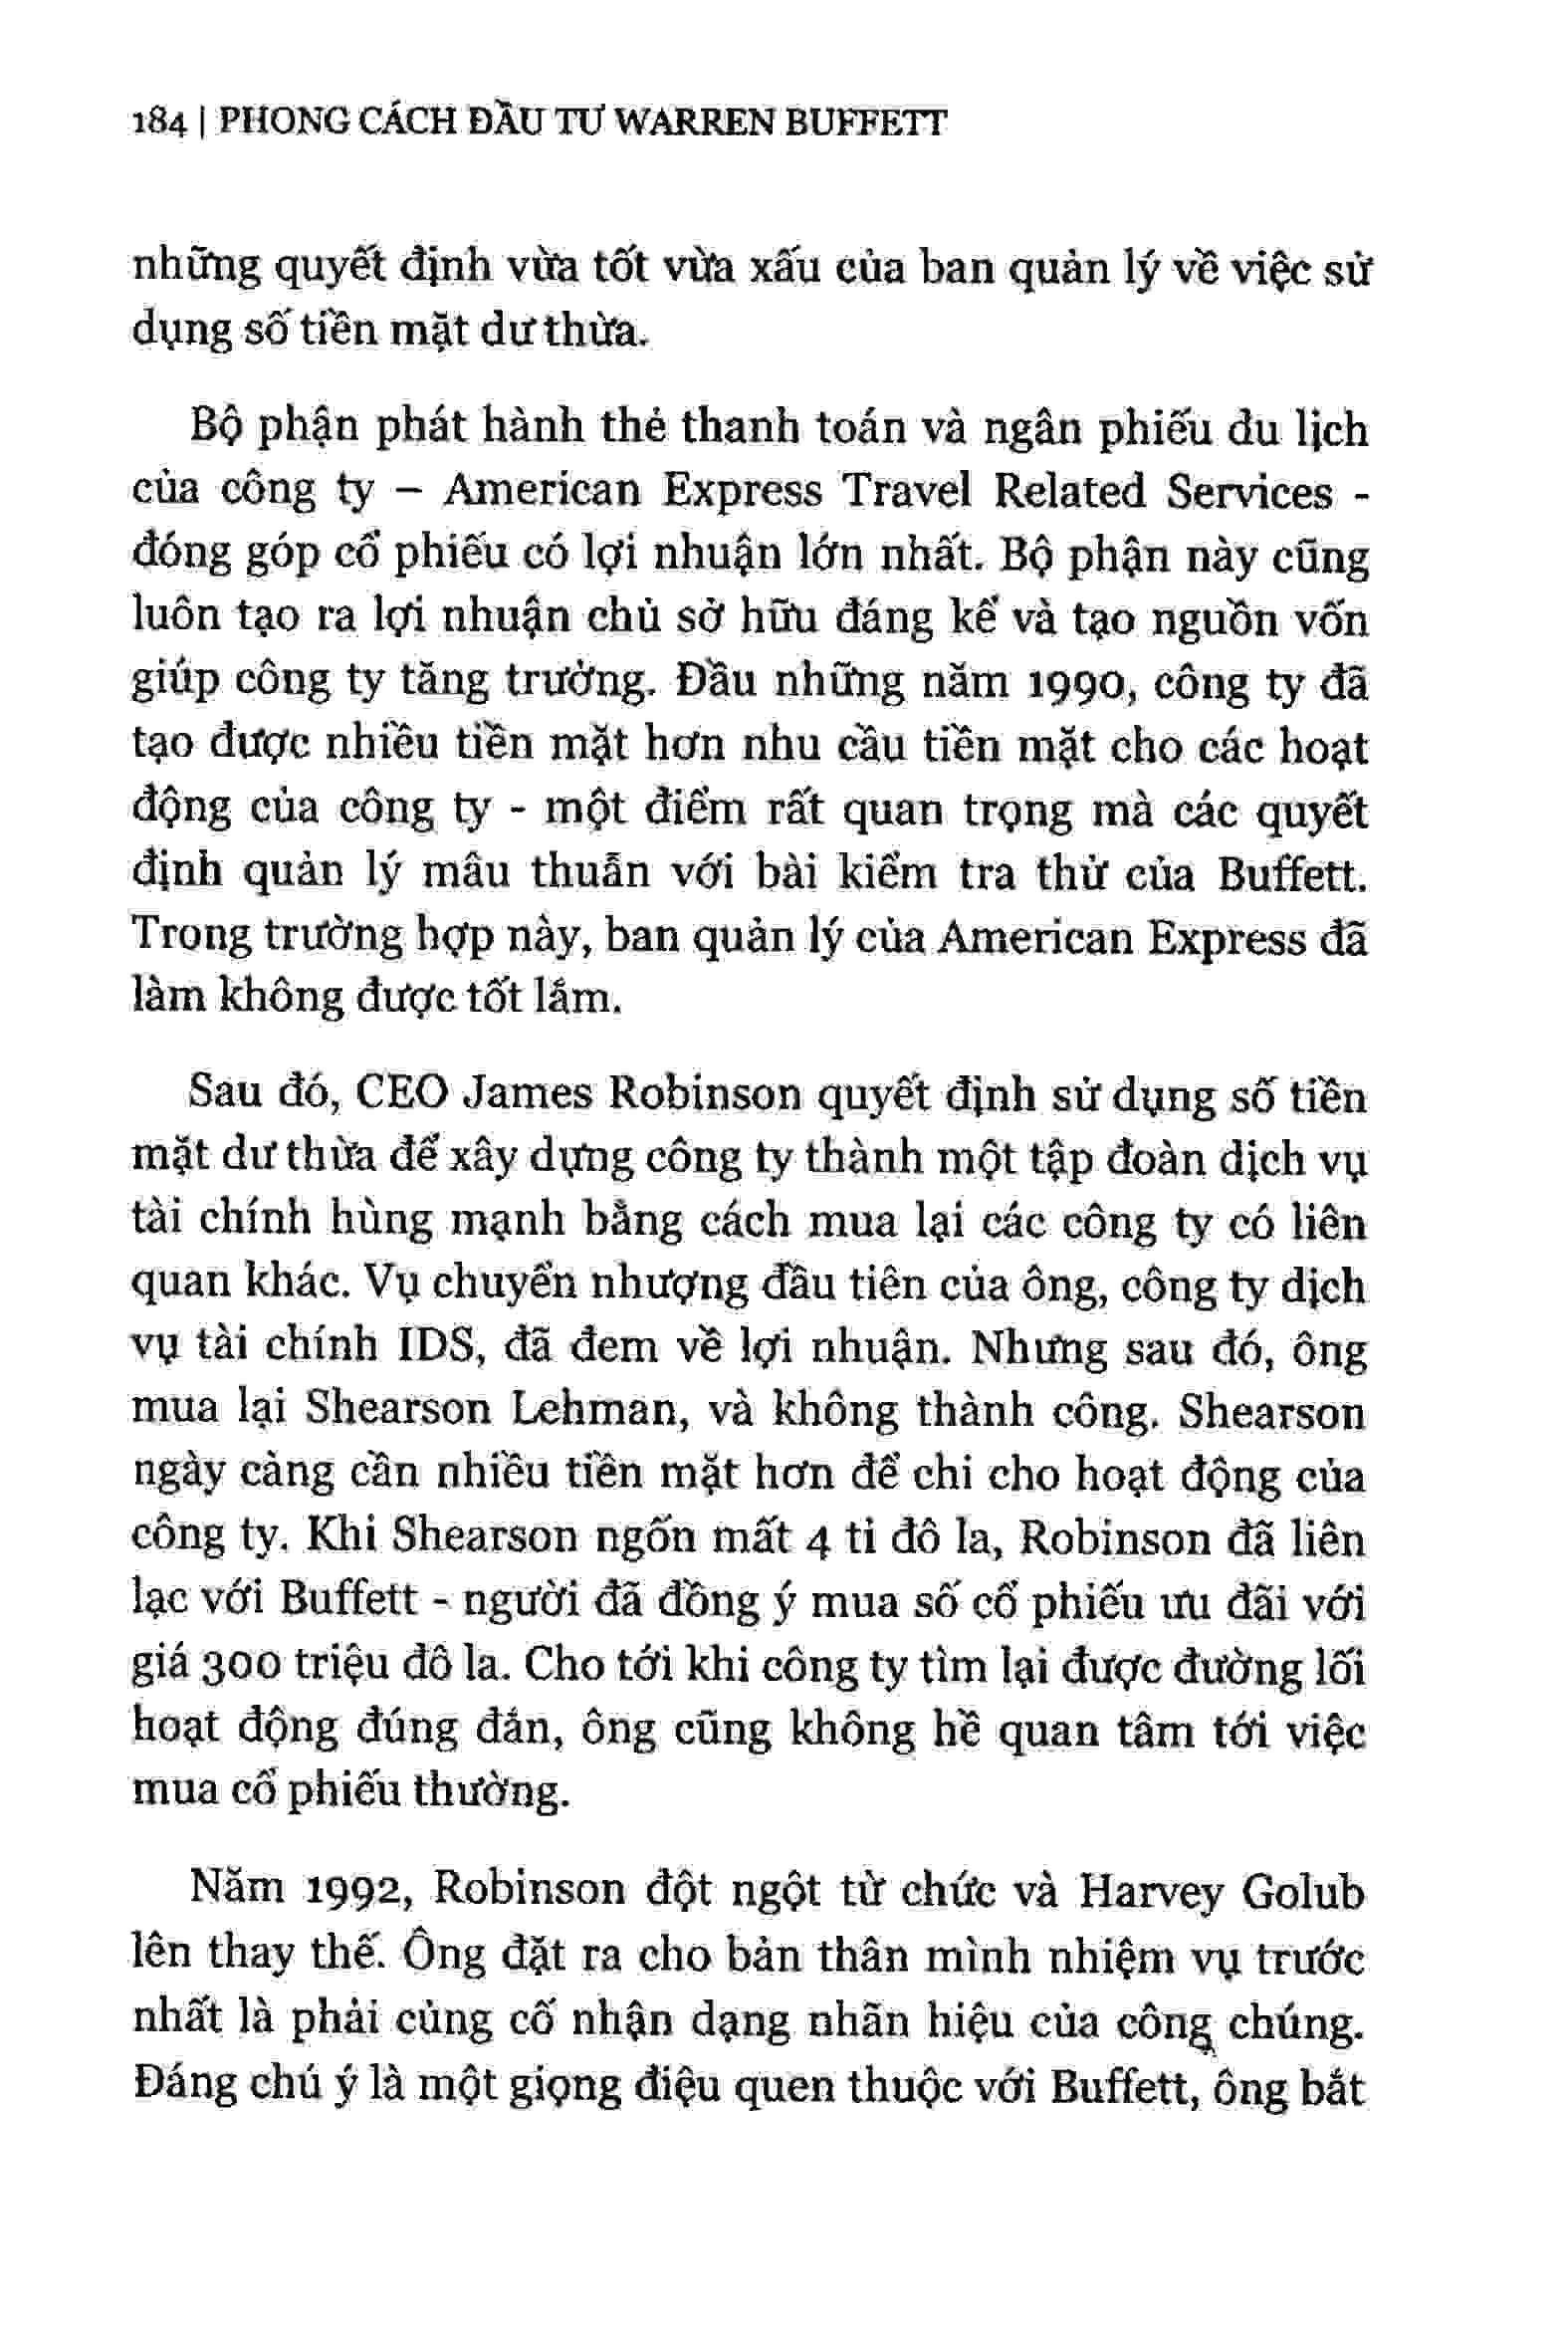 184 | PHONG CÁCH ĐẦU TƯ WARREN BUFFETT
những quyết định vừa tốt vừa xấu của ban quản lý về việc sử
dụng số tiền mặt dư thừa.
Bộ phận phát hành thẻ thanh toán và ngân phiếu du lịch
của công ty – American Express Travel Related Services -
đóng góp cổ phiếu có lợi nhuận lớn nhất. Bộ phận này cũng
luôn tạo ra lợi nhuận chủ sở hữu đáng kể và tạo nguồn vốn
giúp công ty tăng trưởng. Đầu những năm 1990, công ty đã
tạo được nhiều tiền mặt hơn nhu cầu tiền mặt cho các hoạt
động của công ty - một điểm rất quan trọng mà các quyết
định quản lý mâu thuẫn với bài kiểm tra thử của Buffett.
Trong trường hợp này, ban quản lý của American Express đã
làm không được tốt lắm.
Sau đó, CEO James Robinson quyết định sử dụng số tiền
mặt dư thừa để xây dựng công ty thành một tập đoàn dịch vụ
tài chính hùng mạnh bằng cách mua lại các công ty có liên
quan khác. Vụ chuyển nhượng đầu tiên của ông, công ty dịch
vụ tài chính IDS, đã đem về lợi nhuận. Nhưng sau đó, ông
mua lại Shearson Lehman, và không thành công. Shearson
ngày càng cần nhiều tiền mặt hơn để chi cho hoạt động của
công ty. Khi Shearson ngốn mất 4 tỉ đô la, Robinson đã liên
lạc với Buffett - người đã đồng ý mua số cổ phiếu ưu đãi với
giá 300 triệu đô la. Cho tới khi công ty tìm lại được đường lối
hoạt động đúng đắn, ông cũng không hề quan tâm tới việc
mua cổ phiếu thường.
Năm 1992, Robinson đột ngột từ chức và Harvey Golub
lên thay thế. Ông đặt ra cho bản thân mình nhiệm vụ trước
nhất là phải củng cố nhận dạng nhãn hiệu của công chúng.
Đáng chú ý là một giọng điệu quen thuộc với Buffett, ông bắt